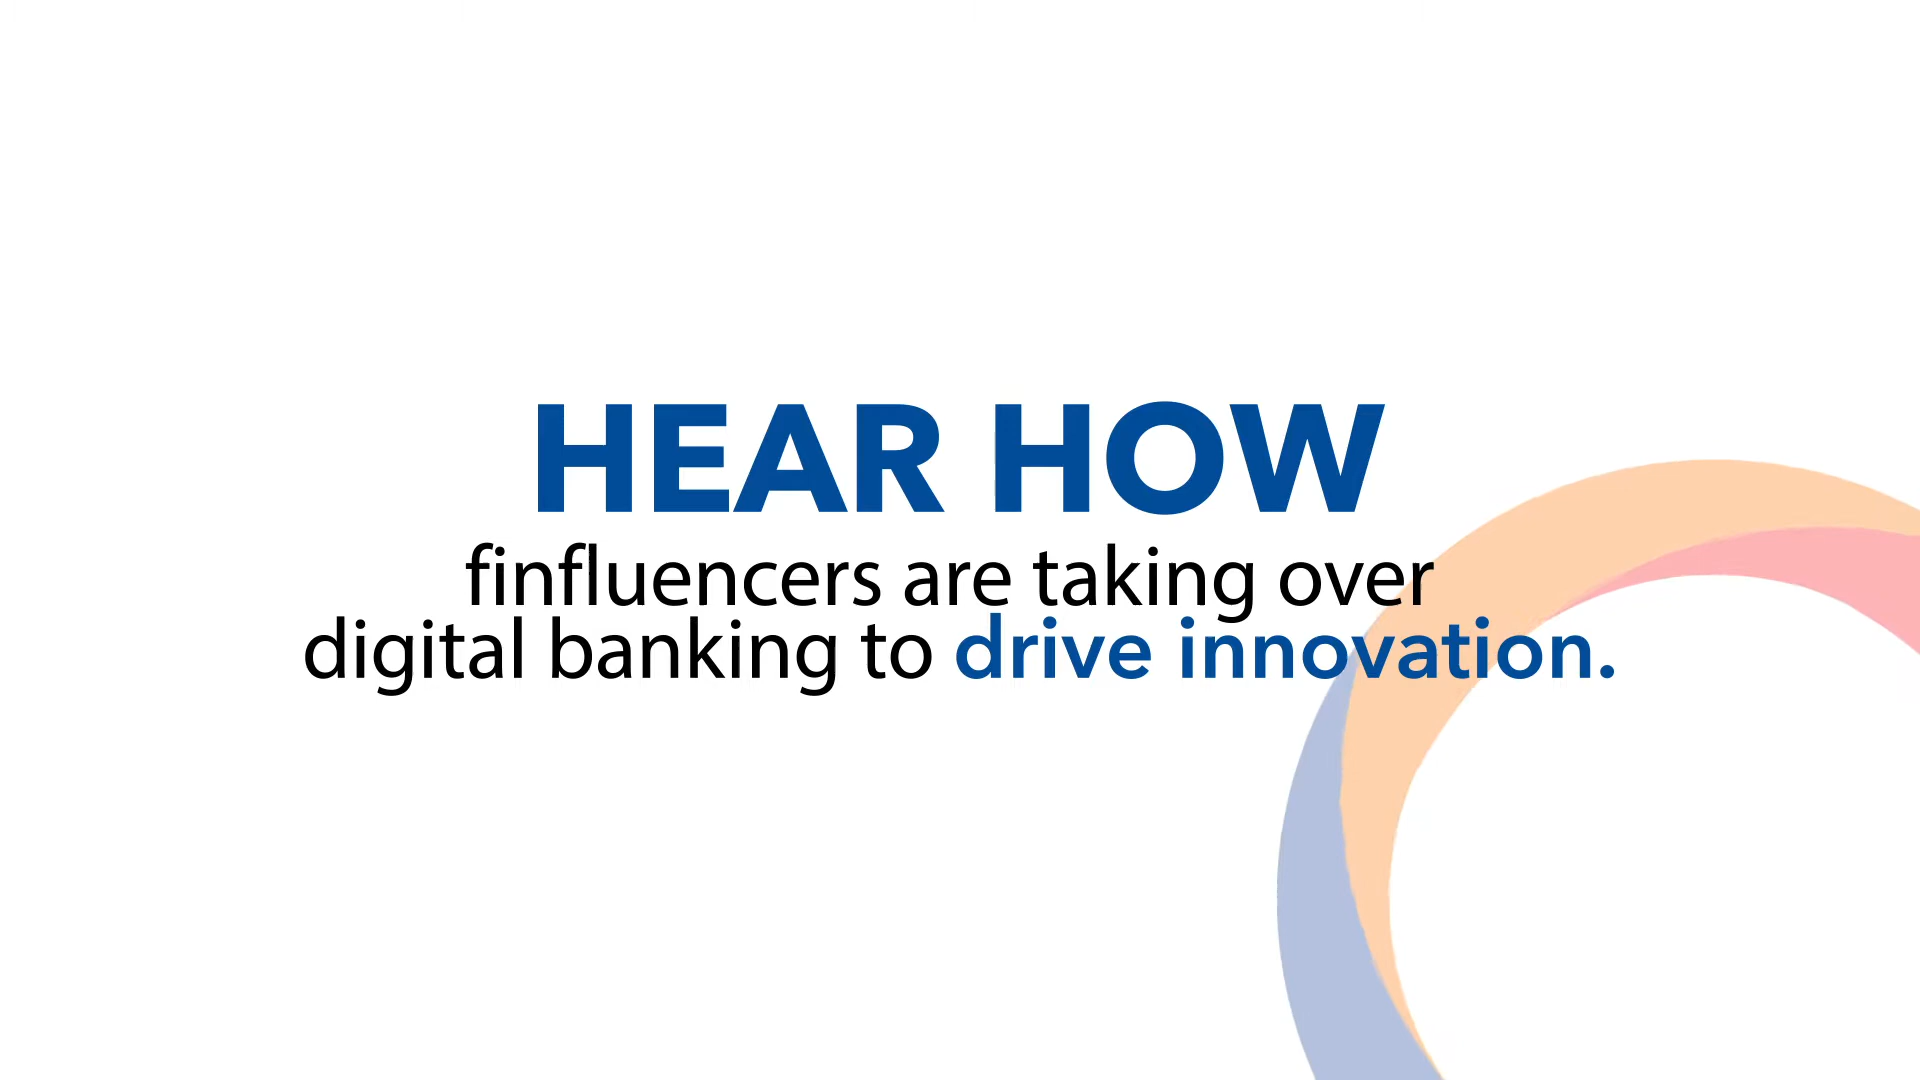 HEAR HOW
finfluencers are taking over
digital banking to drive innovation.